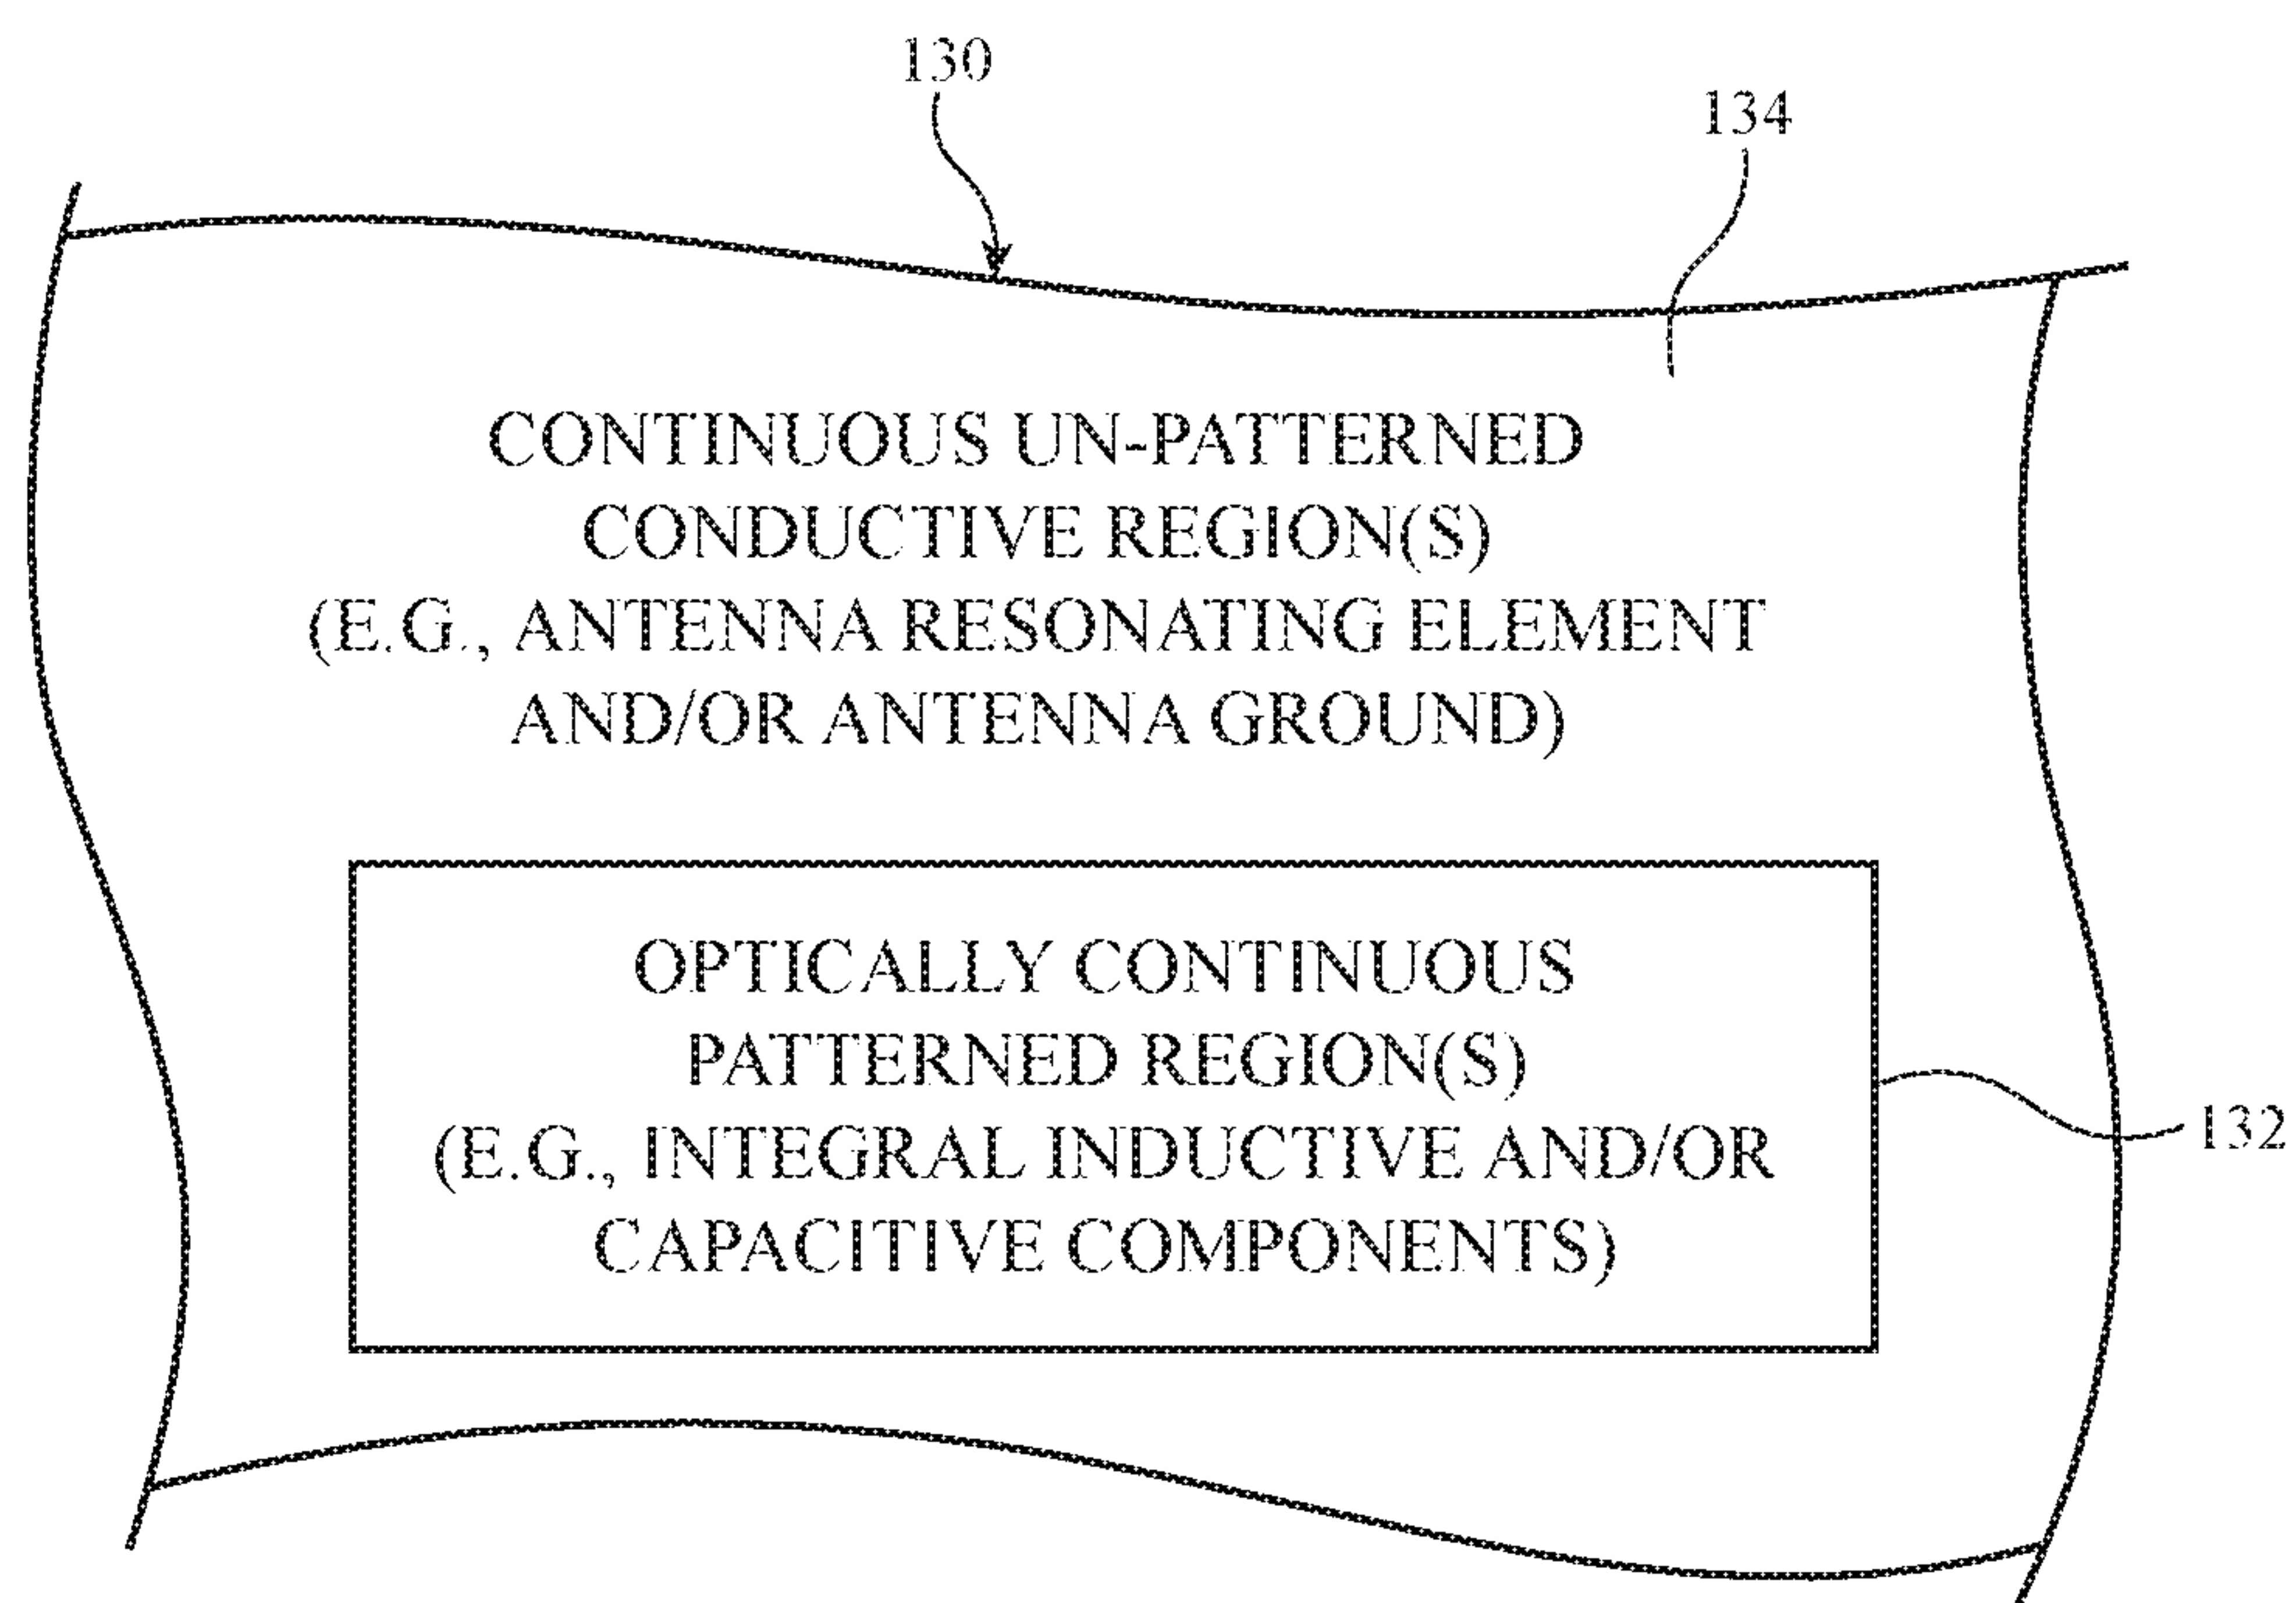 130
134
CONTINUOUS UN-PATTERNED
CONDUCTIVE REGION(S)
(E.G., ANTENNA RESONATING ELEMENT
AND/OR ANTENNA GROUND)
OPTICALLY CONTINUOUS
PATTERNED REGION(S)
(E.G., INTEGRAL INDUCTIVE AND/OR
CAPACITIVE COMPONENTS)
132